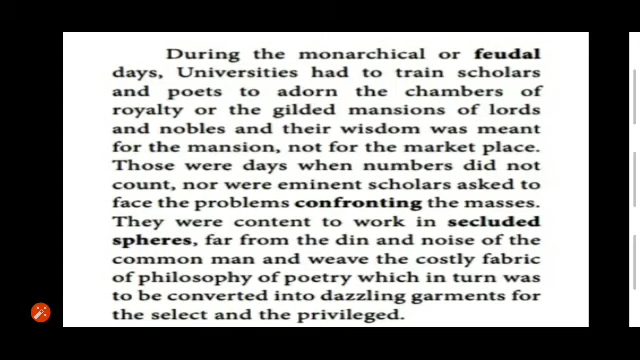 During the monarchical or feudal
days, Universities had to train scholars
and poets to adorn the chambers of
royalty or the gilded mansions of lords
and nobles and their wisdom was meant
for the mansion, not for the market place.
Those were days when numbers did not
count, nor were eminent scholars asked to
face the problems confronting the masses.
They were content to work in secluded
spheres, far from the din and noise of the
common man and weave the costly fabric
of philosophy of poetry which in turn was
to be converted into dazzling garments for
the select and the privileged.